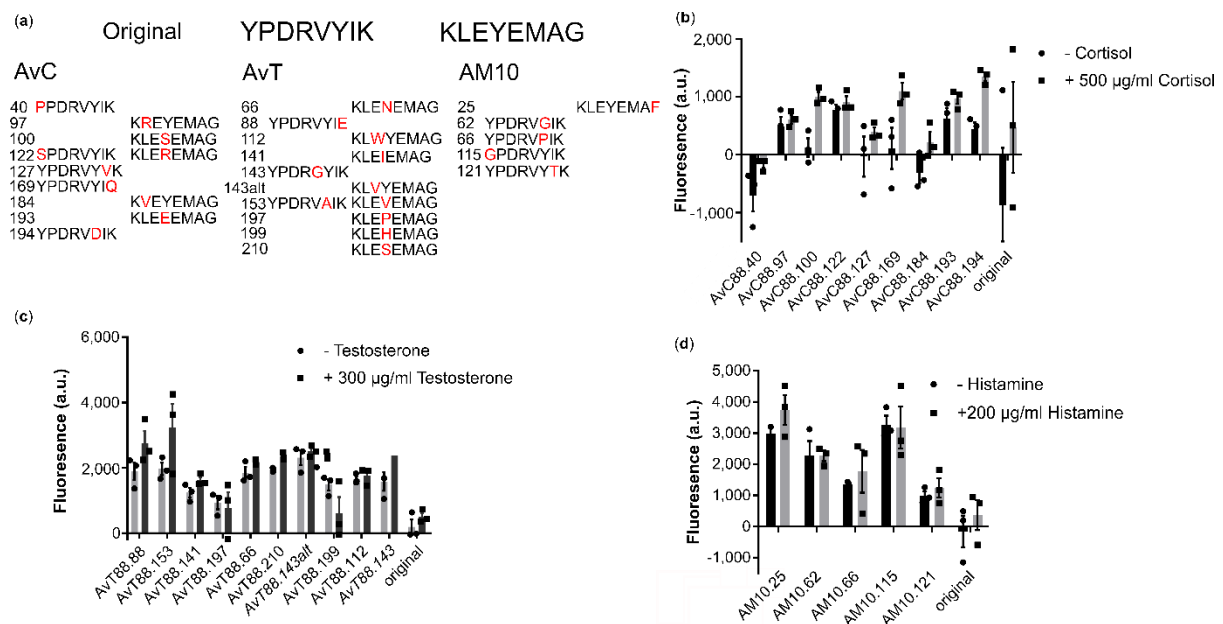 (a)
Original YPDRVYIK KLEYEMAG
AvC AvT AM10
40 PPDRVYIK
97 KREYEMAG
100 KLESEMAG
122 SPDRVYIK KLEREMAG
127 YPDRVYVK
169 YPDRVYIQ
184 KVEYEMAG
193 KLEEEMAG
194 YPDRVDIK
66 KLENEMAG
88 YPDRVYIE
112 KLWYEMAG
141 KLEIEMAG
143 YPDRGYIK
143alt KLVYEMAG
153 YPDRVAIK KLEVEMAG
197 KLEPEMAG
199 KLEHEMAG
210 KLESEMAG
25 KLEYEMAF
62 YPDRVGIK
66 YPDRVPIK
115 GPDRVYIK
121 YPDRVYTK
(b)
Fluoresence (a.u.)
2,000
1,000
0
-1,000
- Cortisol
+ 500 µg/ml Cortisol
AvC88.40
AvC88.97
AvC88.100
AvC88.122
AvC88.127
AvC88.169
AvC88.184
AvC88.193
AvC88.194
original
(c)
Fluoresence (a.u.)
6,000
4,000
2,000
0
- Testosterone
+ 300 µg/ml Testosterone
AvT88.88
AvT88.153
AvT88.141
AvT88.197
AvT88.66
AvT88.210
AvT88.143alt
AvT88.199
AvT88.112
AvT88.143
original
(d)
Fluoresence (a.u.)
5,000
4,000
3,000
2,000
1,000
0
-1,000
- Histamine
+200 µg/ml Histamine
AM10.25
AM10.62
AM10.66
AM10.115
AM10.121
original